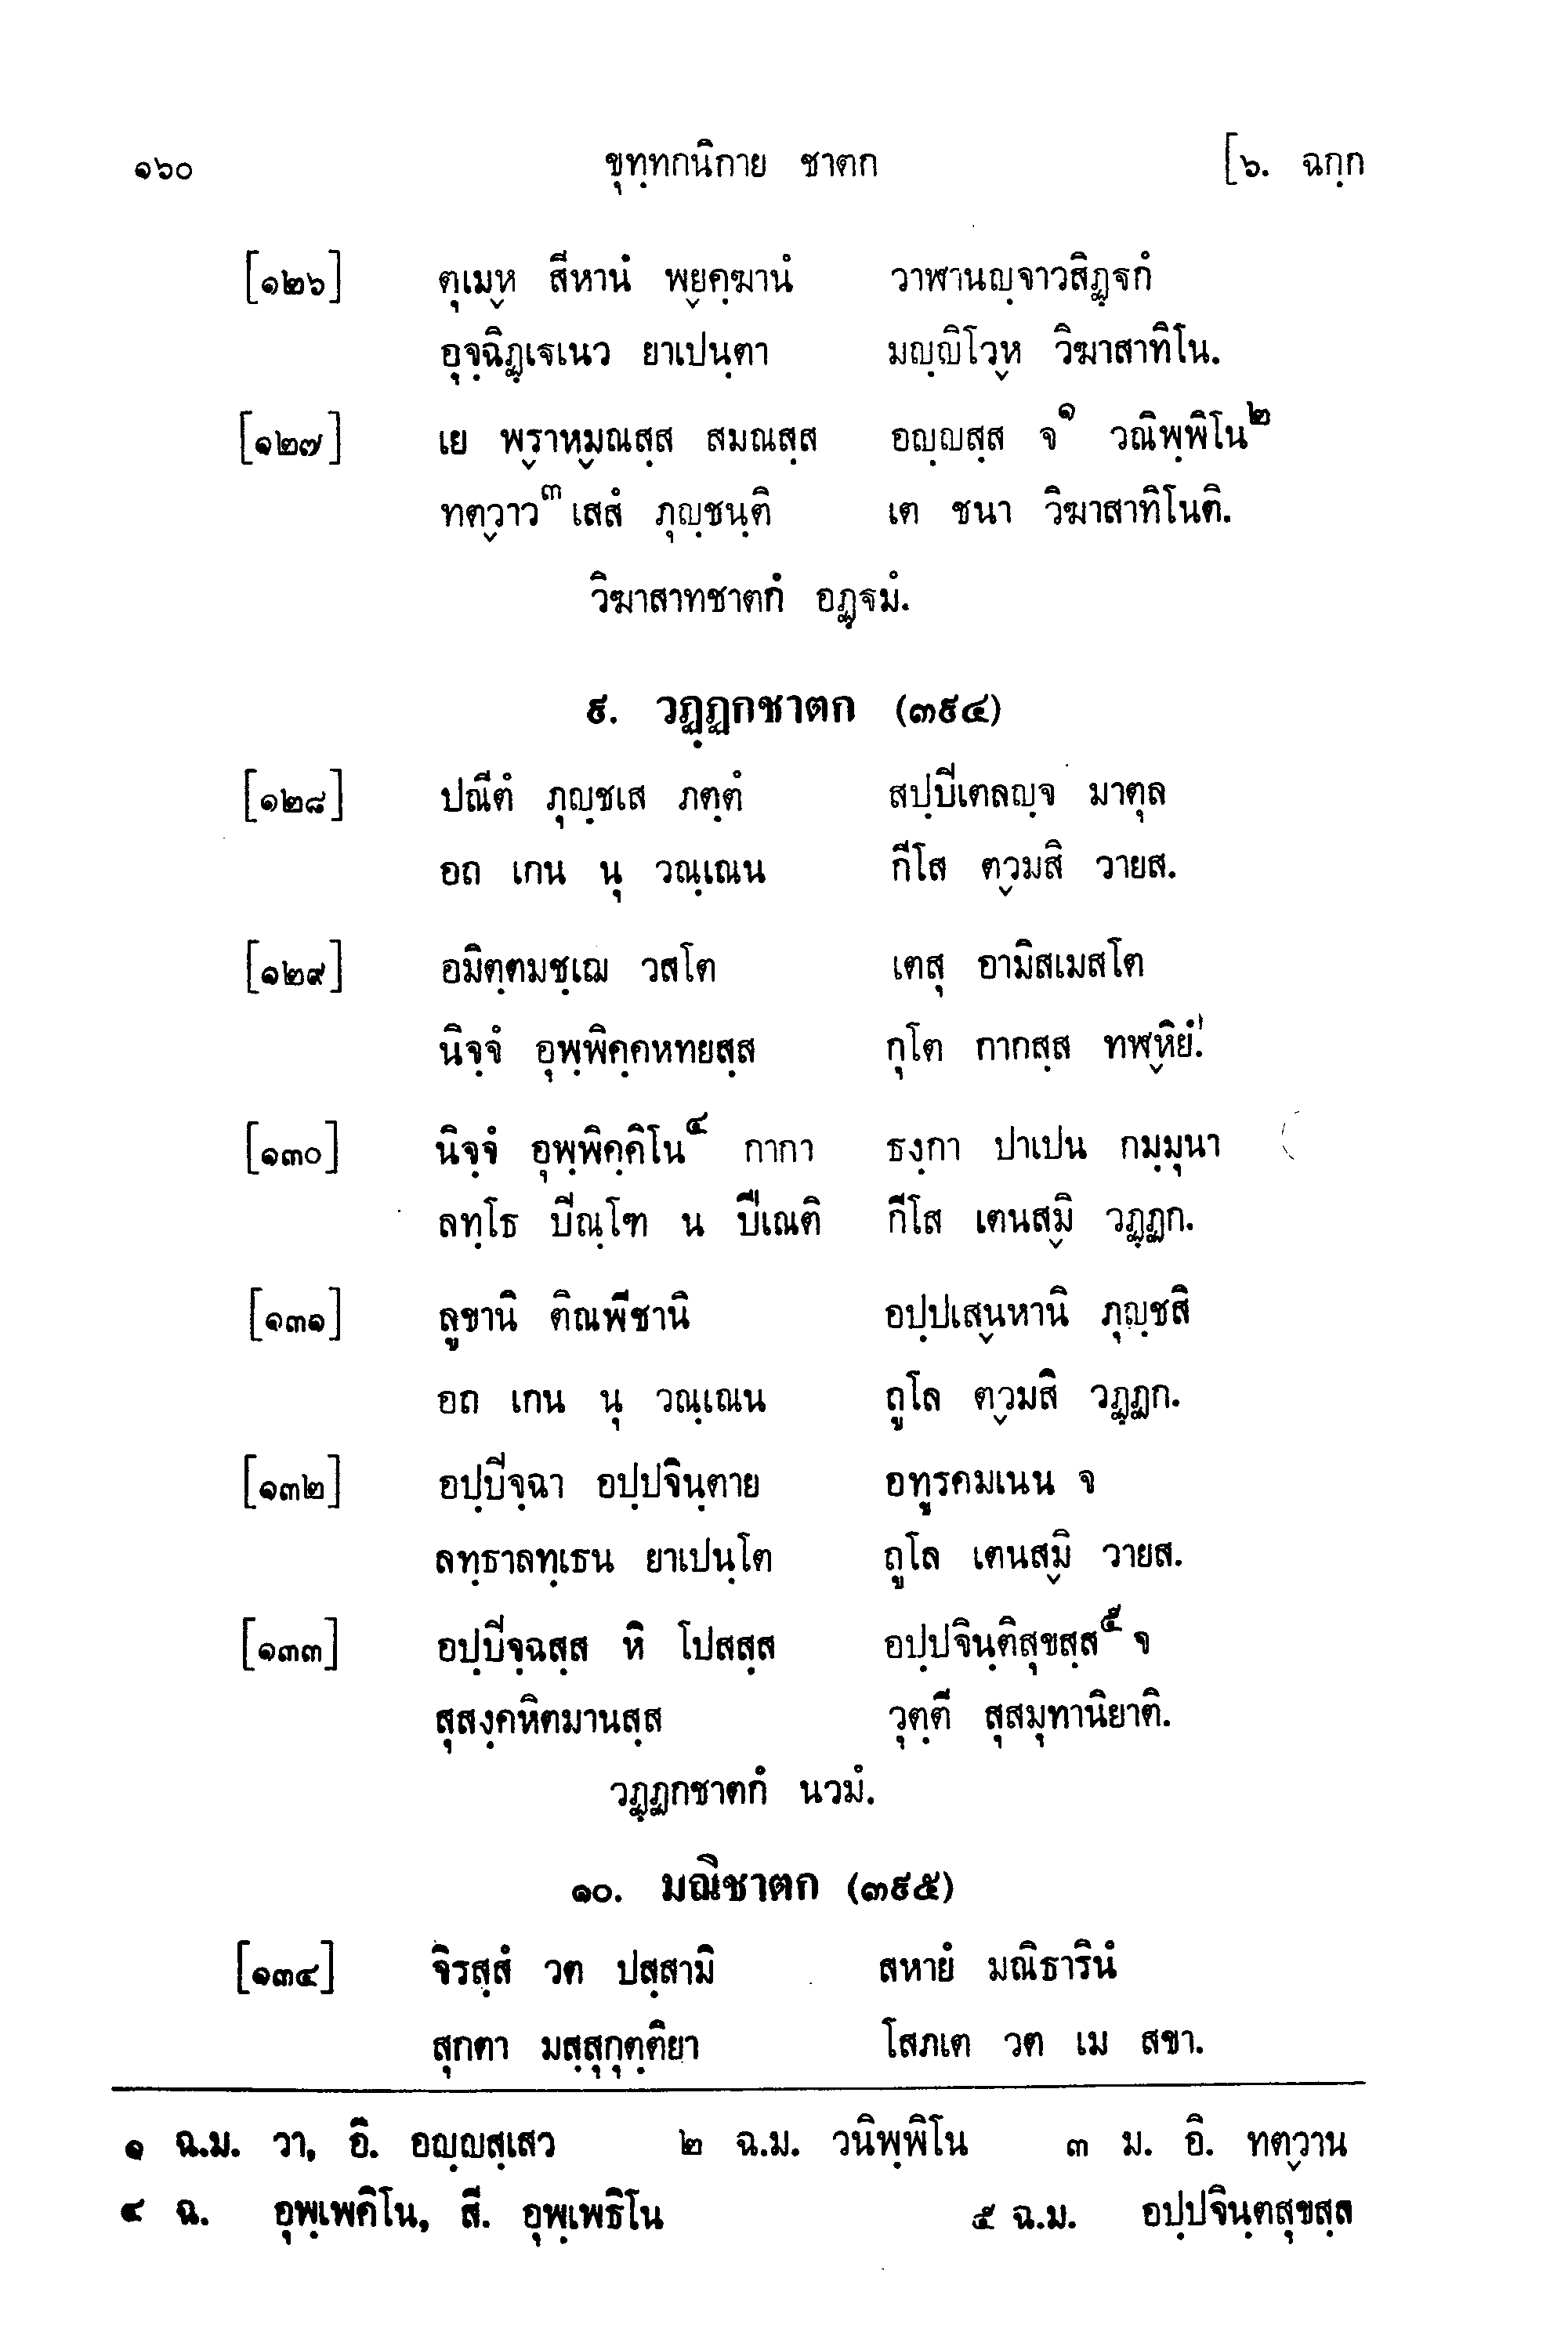 ๑๖๐ ขุทฺทกนิกาย ชาตก [๖. ฉกฺก
[๑๒๖] ตุเมฺห สีหานํ พฺยคฺฆานํ วาฬานญฺจาวสิฏฺฐกํ
อุจฺฉิฏฺเฐเนว ยาเปนฺตา มญฺญิโวฺห วิฆาสาทิโน.
[๑๒๗] เย พฺราหฺมณสฺส สมณสฺส อญฺญสฺส จ๑ วณิพฺพิโน๒
ทตฺวาว๓ เสสํ ภุญฺชนฺติ เต ชนา วิฆาสาทิโนติ.
วิฆาสาทชาตกํ อฏฺฐมํ.
๙. วฏฺฏกชาตก (๓๙๔)
[๑๒๘] ปณีตํ ภุญฺชเส ภตฺตํ สปฺปิเตลญฺจ มาตุล
อถ เกน นุ วณฺเณน กีโส ตฺวมสิ วายส.
[๑๒๙] อมิตฺตมชฺเฌ วสโต เตสุ อามิสเมสโต
นิจฺจํ อุพฺพิคฺคหทยสฺส กุโต กากสฺส ทฬฺหิยํ.
[๑๓๐] นิจฺจํ อุพฺพิคฺคิโน๔ กากา ธงฺกา ปาเปน กมฺมุนา
ลทฺโธ ปิณฺโฑ น ปีเณติ กีโส เตนสฺมิ วฏฺฏก.
[๑๓๑] ลูขานิ ติณพีชานิ อปฺปเสฺนหานิ ภุญฺชสิ
อถ เกน นุ วณฺเณน ถูโล ตฺวมสิ วฏฺฏก.
[๑๓๒] อปฺปิจฺฉา อปฺปจินฺตาย อทูรคมเนน จ
ลทฺธาลทฺเธน ยาเปนฺโต ถูโล เตนสฺมิ วายส.
[๑๓๓] อปฺปิจฺฉสฺส หิ โปสสฺส อปฺปจินฺติสุขสฺส๕ จ
สุสงฺคหิตมานสฺส วุตฺตี สุสมุทานิยาติ.
วฏฺฏกชาตกํ นวมํ.
๑๐. มณิชาตก (๓๙๕)
[๑๓๔] จิรสฺสํ วต ปสฺสามิ สหายํ มณิธารินํ
สุกตา มสฺสุกุตฺติยา โสภเต วต เม สขา.
๑ ฉ.ม. วา, อิ. อญฺญสฺเสว ๒ ฉ.ม. วนิพฺพิโน ๓ ม. อิ. ทตฺวาน
๔ ฉ. อุพฺเพคิโน, สี. อุพฺเพธิโน ๕ ฉ.ม. อปฺปจินฺตสุขสฺส